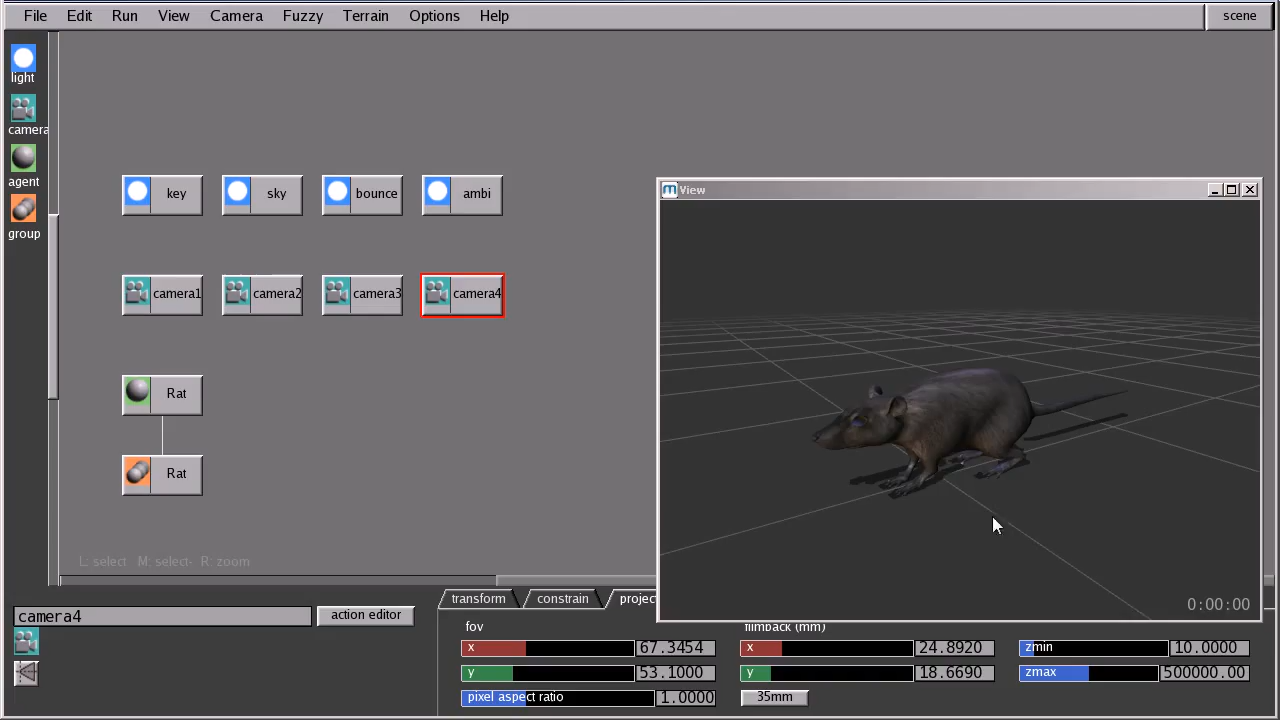 File Edit Run View Camera Fuzzy Terrain Options Help scene
light
camera
agent
group
key sky bounce ambi
camera1 camera2 camera3 camera4
Rat
Rat
View
0:00:00
L: select M: select- R: zoom
camera4 action editor
transform constrain project
fov filmback (mm)
x 67.3454 x 24.8920 zmin 10.0000
y 53.1000 y 18.6690 zmax 500000.00
pixel aspect ratio 1.0000 35mm